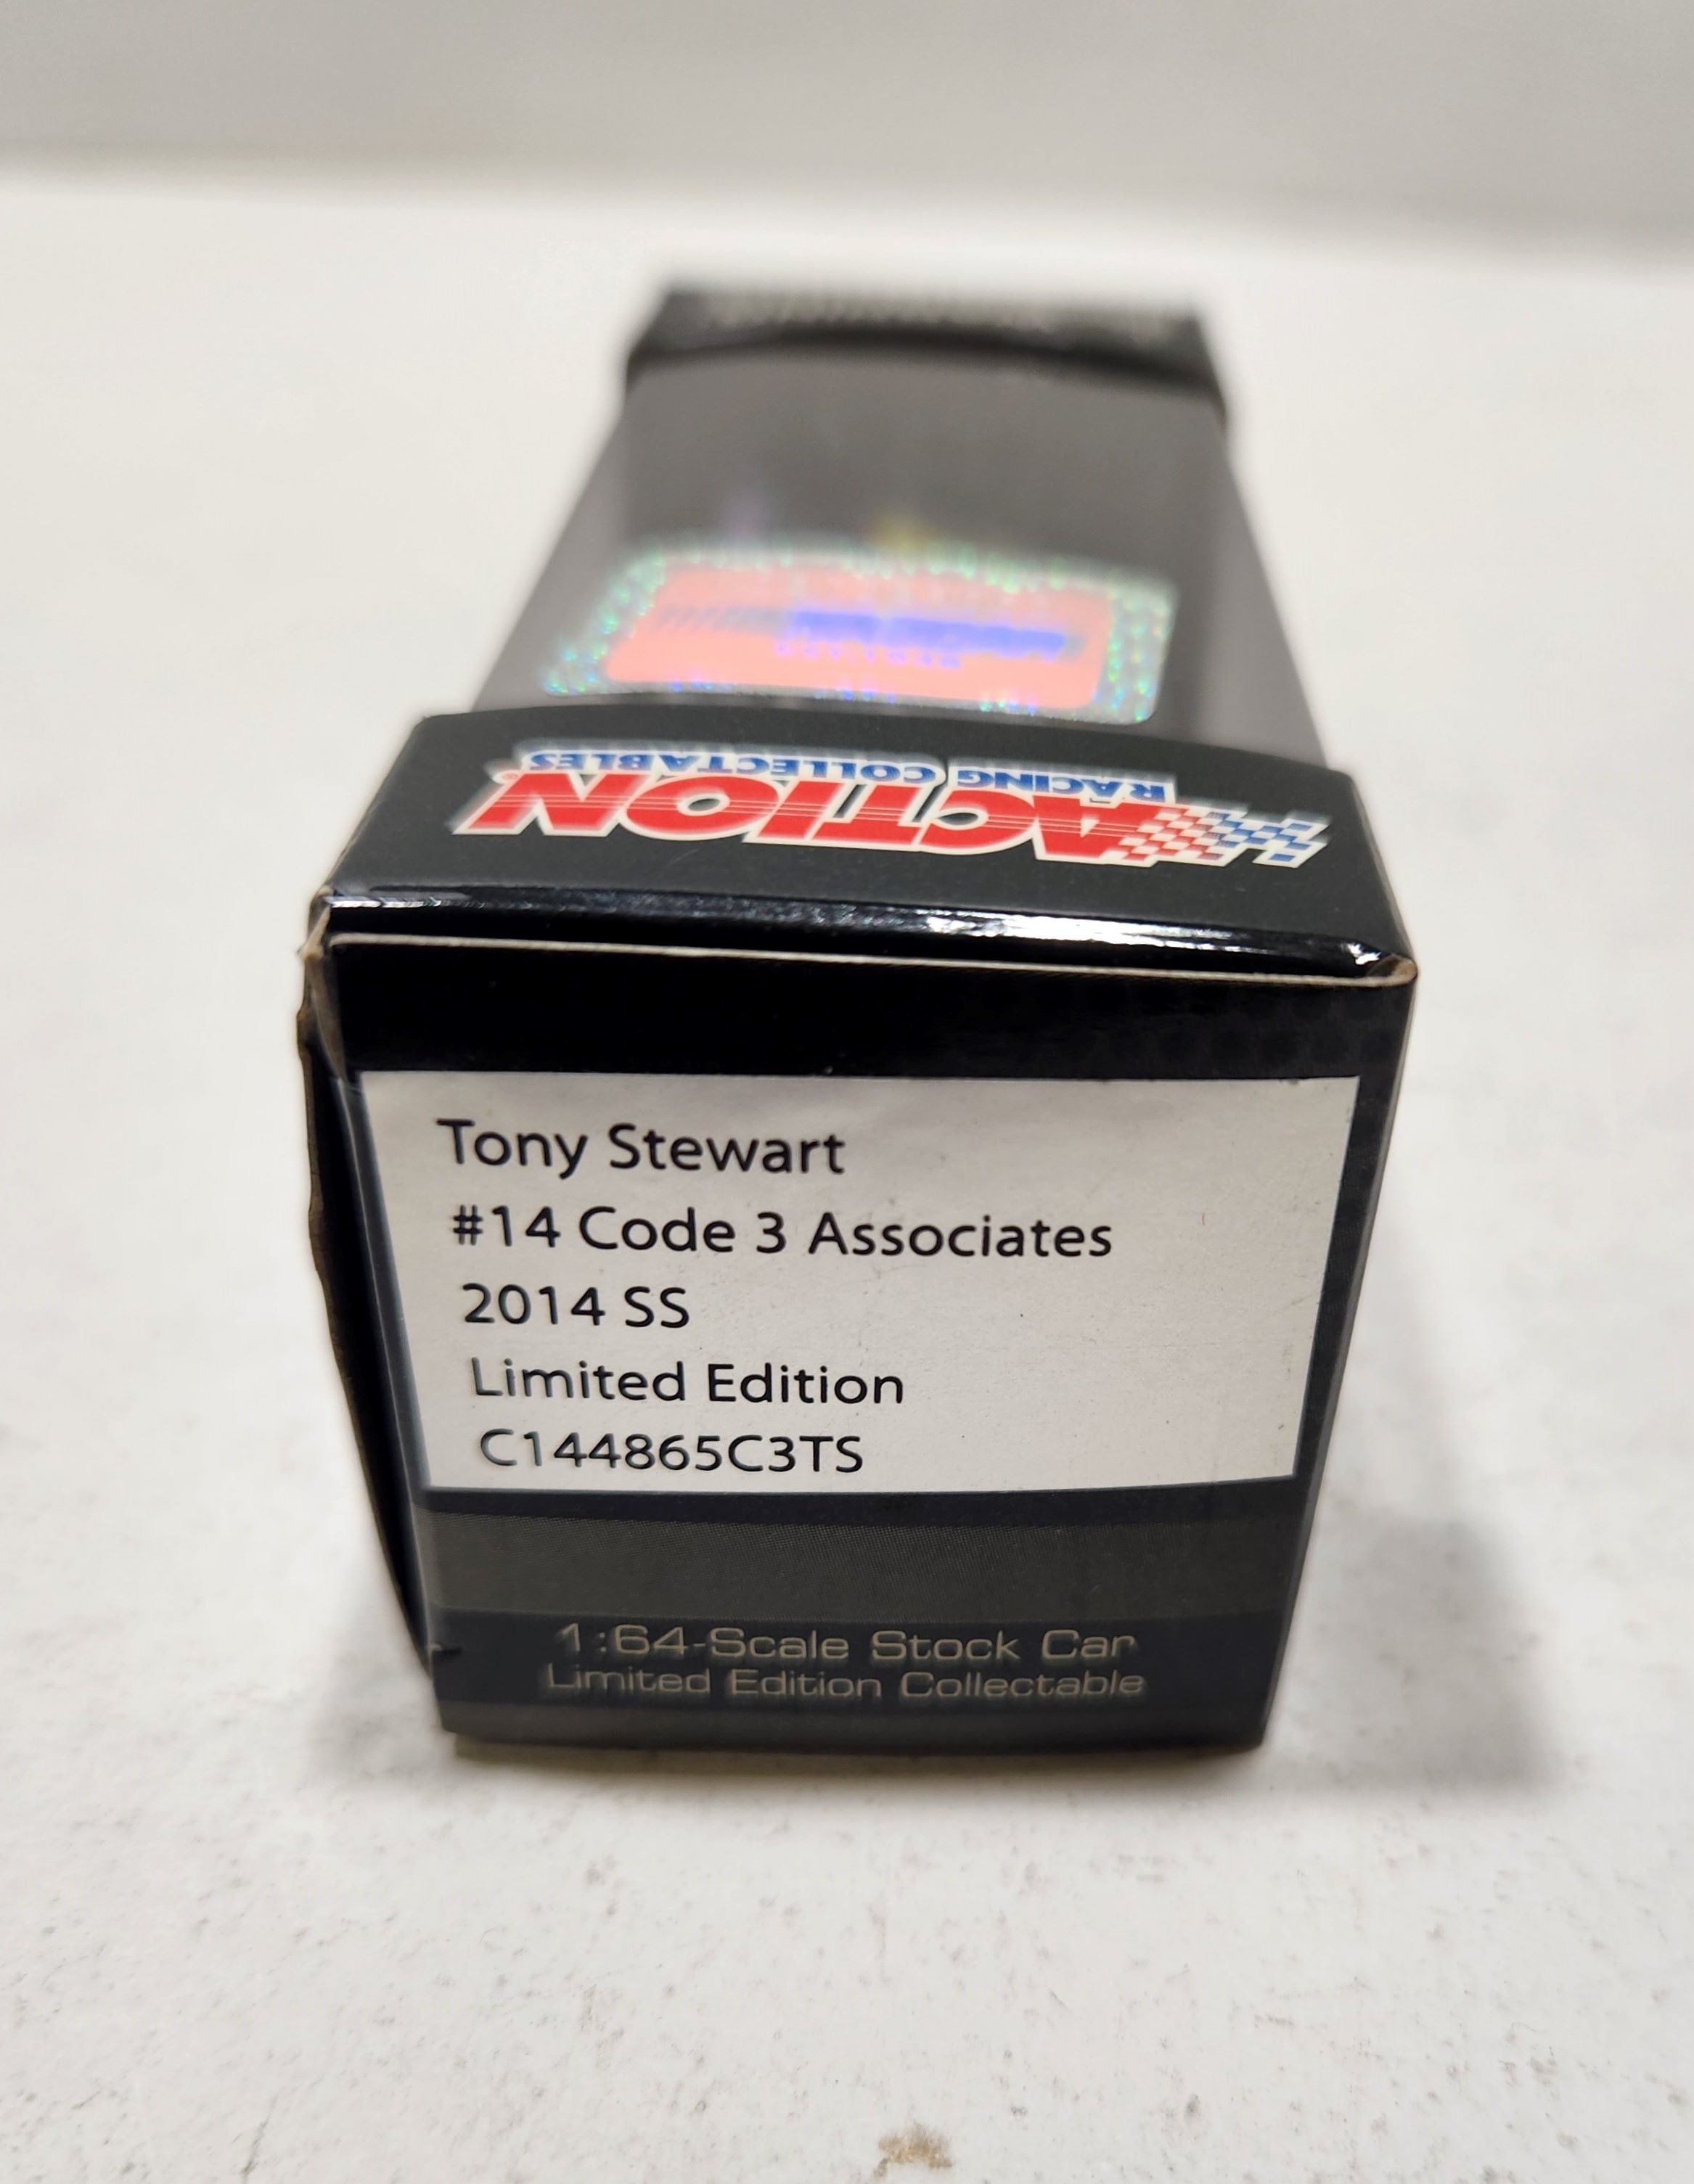 ACTION
RACING COLLECTABLES
Tony Stewart
#14 Code 3 Associates
2014 SS
Limited Edition
C144865C3TS
1:64-Scale Stock Car
Limited Edition Collectable